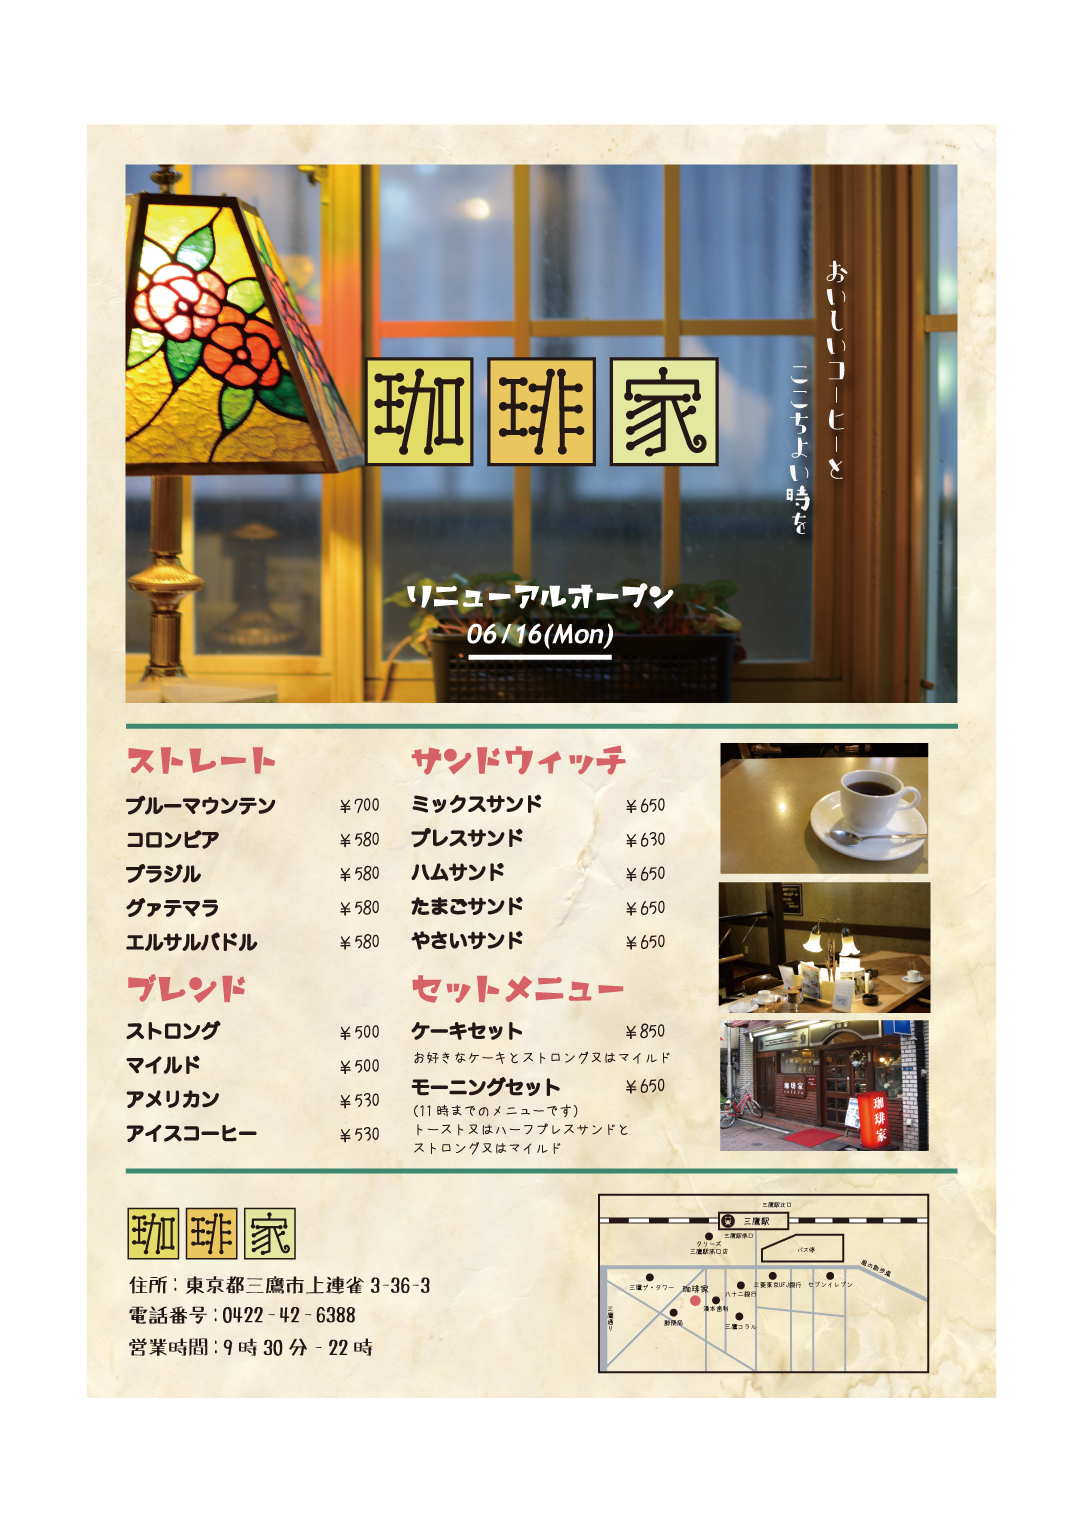 珈琲家
おいしいコーヒーと
ここちよい時を
リニューアルオープン
06/16(Mon)
ストレート
ブルーマウンテン ¥700
コロンビア ¥580
ブラジル ¥580
グァテマラ ¥580
エルサルバドル ¥580
ブレンド
ストロング ¥500
マイルド ¥500
アメリカン ¥530
アイスコーヒー ¥530
サンドウィッチ
ミックスサンド ¥650
プレスサンド ¥630
ハムサンド ¥650
たまごサンド ¥650
やさいサンド ¥650
セットメニュー
ケーキセット ¥850
お好きなケーキとストロング又はマイルド
モーニングセット ¥650
(11時までのメニューです)
トースト又はハーフプレスサンドと
ストロング又はマイルド
珈琲家
珈琲家
珈琲家
住所：東京都三鷹市上連雀 3-36-3
電話番号：0422-42-6388
営業時間：9時30分 - 22時
三鷹駅北口
三鷹駅
三鷹駅南口
タリーズ
三鷹駅南口店
バス停
風の散歩道
三鷹ザ・タワー
珈琲家
八十二銀行
三菱東京UFJ銀行
セブンイレブン
郵便局
三鷹コラル
三鷹通り